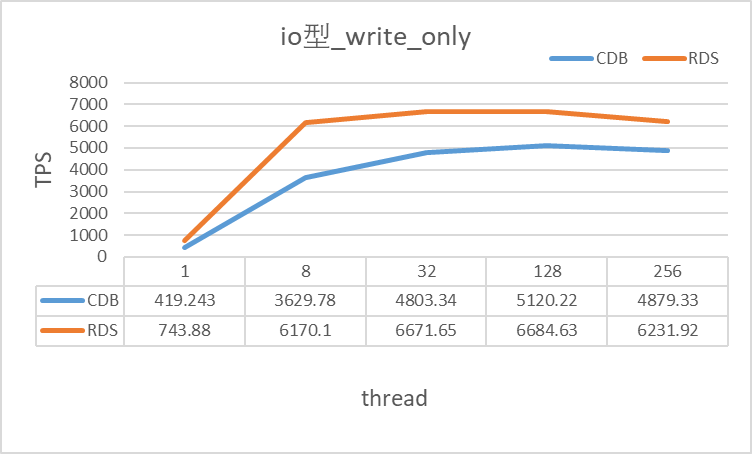 io型_write_only
CDB RDS
8000
7000
6000
5000
4000
3000
2000
1000
0
TPS
1 8 32 128 256
CDB 419.243 3629.78 4803.34 5120.22 4879.33
RDS 743.88 6170.1 6671.65 6684.63 6231.92
thread